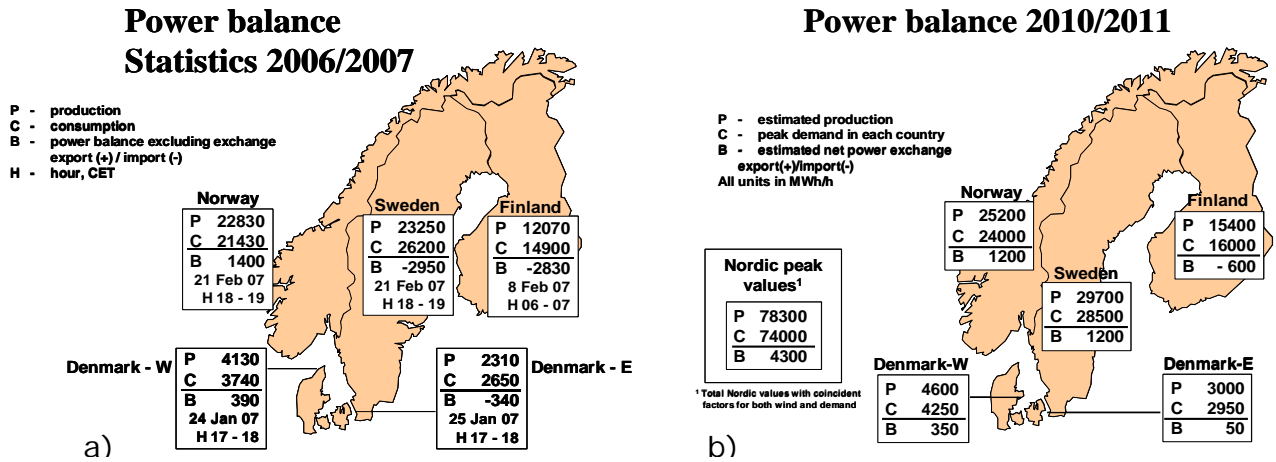 Power balance
Statistics 2006/2007
P - production
C - consumption
B - power balance excluding exchange
export (+) / import (-)
H - hour, CET
Norway
P 22830
C 21430
B 1400
21 Feb 07
H 18 - 19
Sweden
P 23250
C 26200
B -2950
21 Feb 07
H 18 - 19
Finland
P 12070
C 14900
B -2830
8 Feb 07
H 06 - 07
Denmark - W
P 4130
C 3740
B 390
24 Jan 07
H 17 - 18
P 2310
C 2650
B -340
25 Jan 07
H 17 - 18
Denmark - E
a)
Power balance 2010/2011
P - estimated production
C - peak demand in each country
B - estimated net power exchange
export(+)/import(-)
All units in MWh/h
Norway
P 25200
C 24000
B 1200
Finland
P 15400
C 16000
B - 600
Nordic peak
values¹
P 78300
C 74000
B 4300
¹ Total Nordic values with coincident
factors for both wind and demand
Sweden
P 29700
C 28500
B 1200
Denmark-W
P 4600
C 4250
B 350
Denmark-E
P 3000
C 2950
B 50
b)